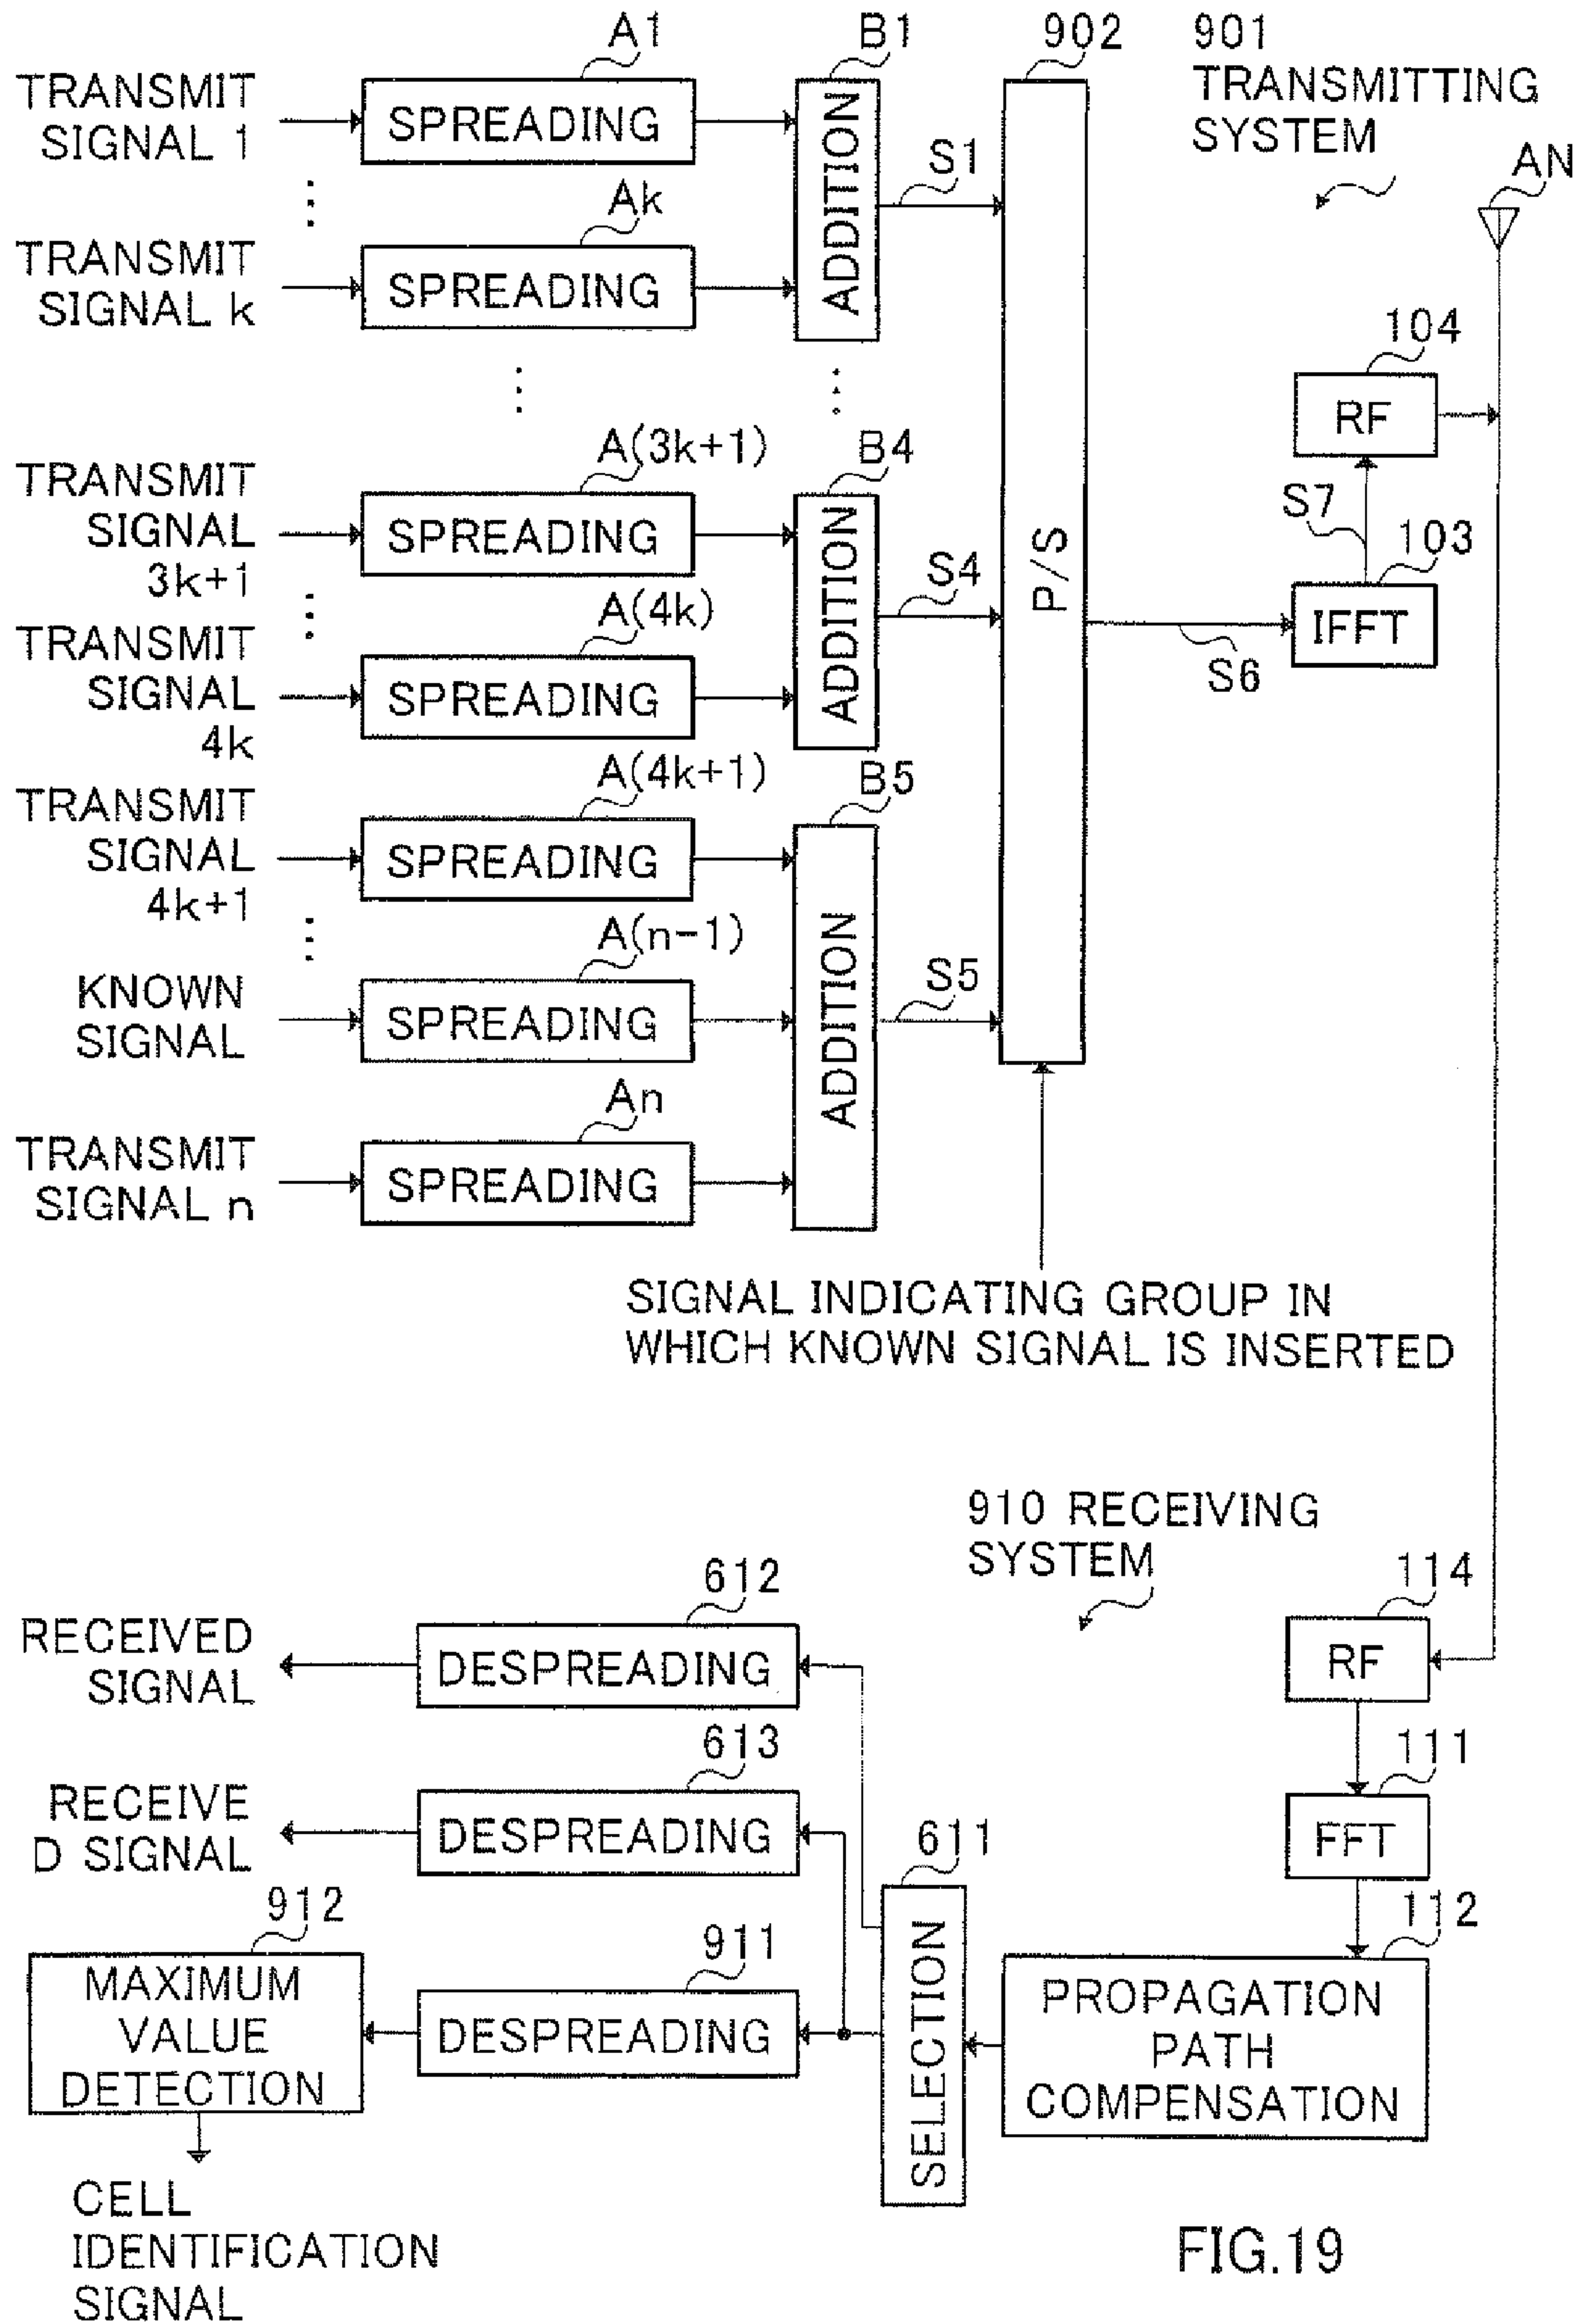 A1
B1
902
901
TRANSMITTING
SYSTEM
TRANSMIT
SIGNAL 1
SPREADING
ADDITION
S1
AN
Ak
TRANSMIT
SIGNAL k
SPREADING
104
RF
A(3k+1)
B4
TRANSMIT
SIGNAL
3k+1
SPREADING
ADDITION
P/S
S7
103
S4
IFFT
A(4k)
TRANSMIT
SIGNAL
4k
SPREADING
S6
A(4k+1)
B5
TRANSMIT
SIGNAL
4k+1
SPREADING
ADDITION
A(n-1)
KNOWN
SIGNAL
SPREADING
S5
An
TRANSMIT
SIGNAL n
SPREADING
SIGNAL INDICATING GROUP IN
WHICH KNOWN SIGNAL IS INSERTED
910 RECEIVING
SYSTEM
612
114
RECEIVED
SIGNAL
DESPREADING
RF
613
111
RECEIVE
D SIGNAL
DESPREADING
611
FFT
912
911
112
MAXIMUM
VALUE
DETECTION
DESPREADING
SELECTION
PROPAGATION
PATH
COMPENSATION
CELL
IDENTIFICATION
SIGNAL
FIG.19